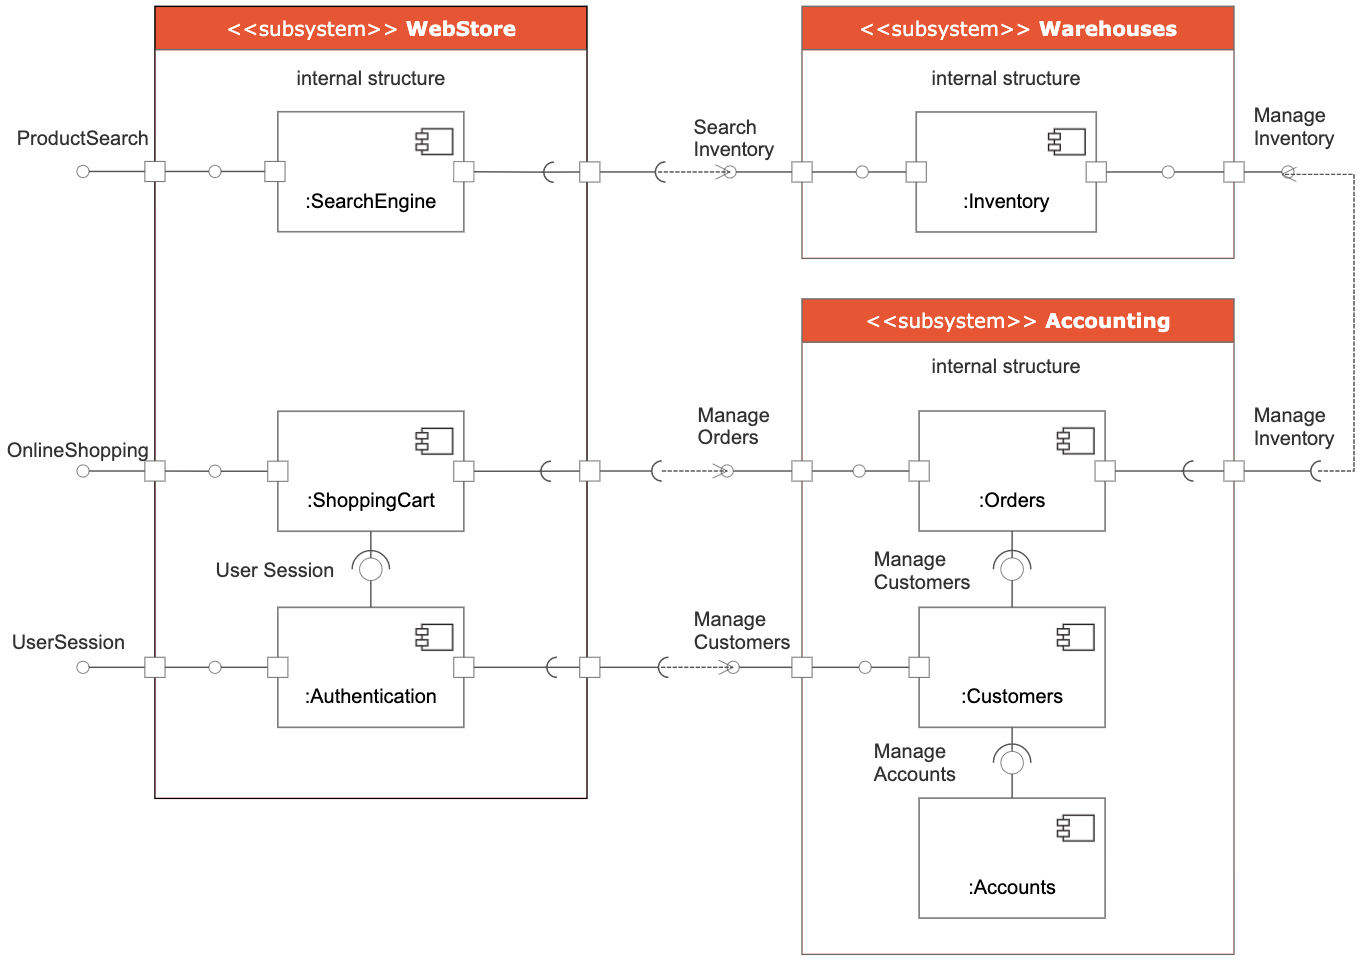 <<subsystem>> WebStore
internal structure
ProductSearch
:SearchEngine
OnlineShopping
:ShoppingCart
User Session
UserSession
:Authentication
Search
Inventory
Manage
Orders
Manage
Customers
<<subsystem>> Warehouses
internal structure
:Inventory
Manage
Inventory
<<subsystem>> Accounting
internal structure
:Orders
Manage
Inventory
Manage
Customers
:Customers
Manage
Accounts
:Accounts